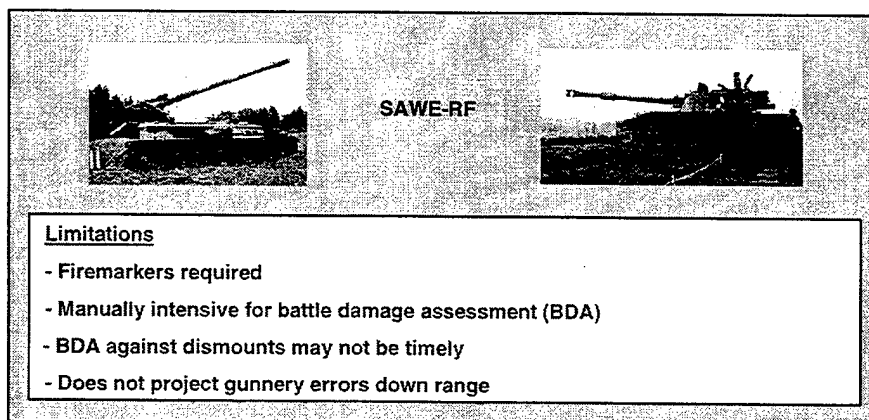 SAWE-RF
Limitations
- Firemarkers required
- Manually intensive for battle damage assessment (BDA)
- BDA against dismounts may not be timely
- Does not project gunnery errors down range